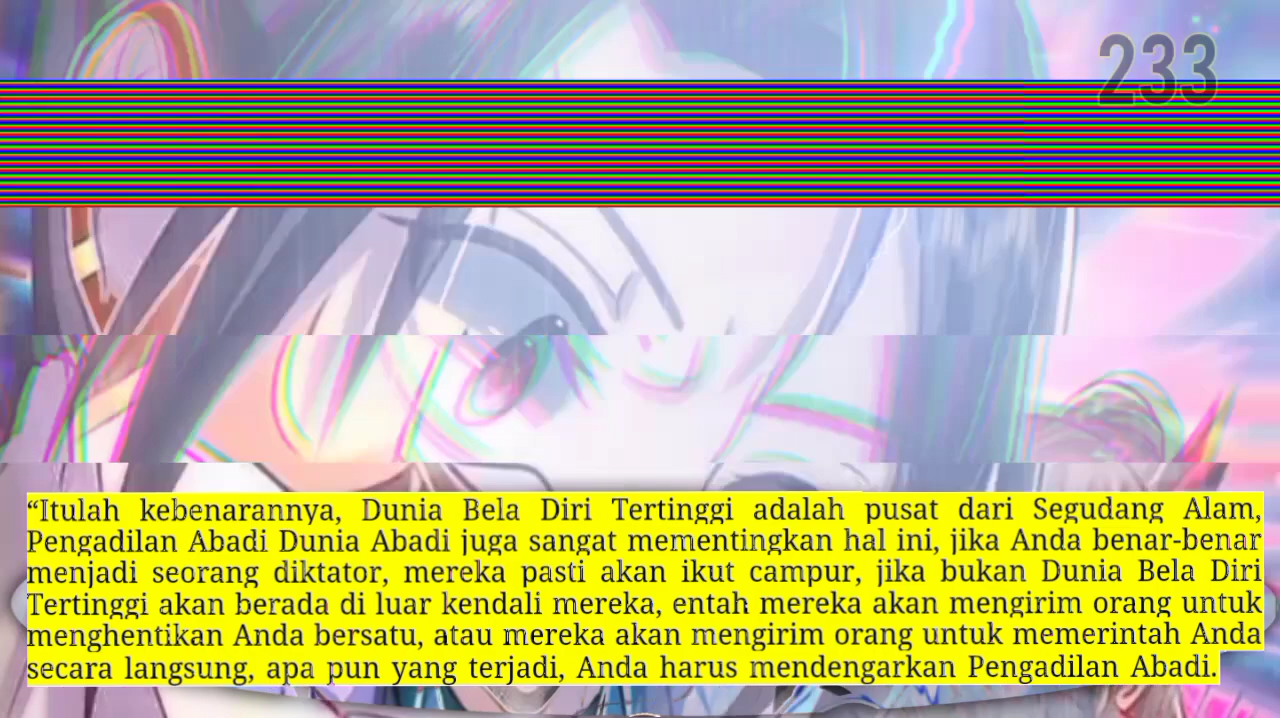 233
“Itulah kebenarannya, Dunia Bela Diri Tertinggi adalah pusat dari Segudang Alam,
Pengadilan Abadi Dunia Abadi juga sangat mementingkan hal ini, jika Anda benar-benar
menjadi seorang diktator, mereka pasti akan ikut campur, jika bukan Dunia Bela Diri
Tertinggi akan berada di luar kendali mereka, entah mereka akan mengirim orang untuk
menghentikan Anda bersatu, atau mereka akan mengirim orang untuk memerintah Anda
secara langsung, apa pun yang terjadi, Anda harus mendengarkan Pengadilan Abadi.